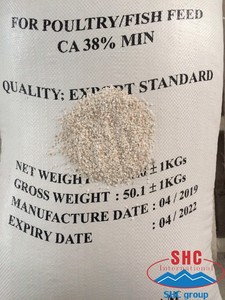 FOR POULTRY/FISH FEED
CA 38% MIN
QUALITY: EXPORT STANDARD
NET WEIGHT ± 1KGs
GROSS WEIGHT : 50.1 ± 1KGs
MANUFACTURE DATE : 04 / 2019
EXPIRY DATE : 04 / 2022
SHC
International
SHC group